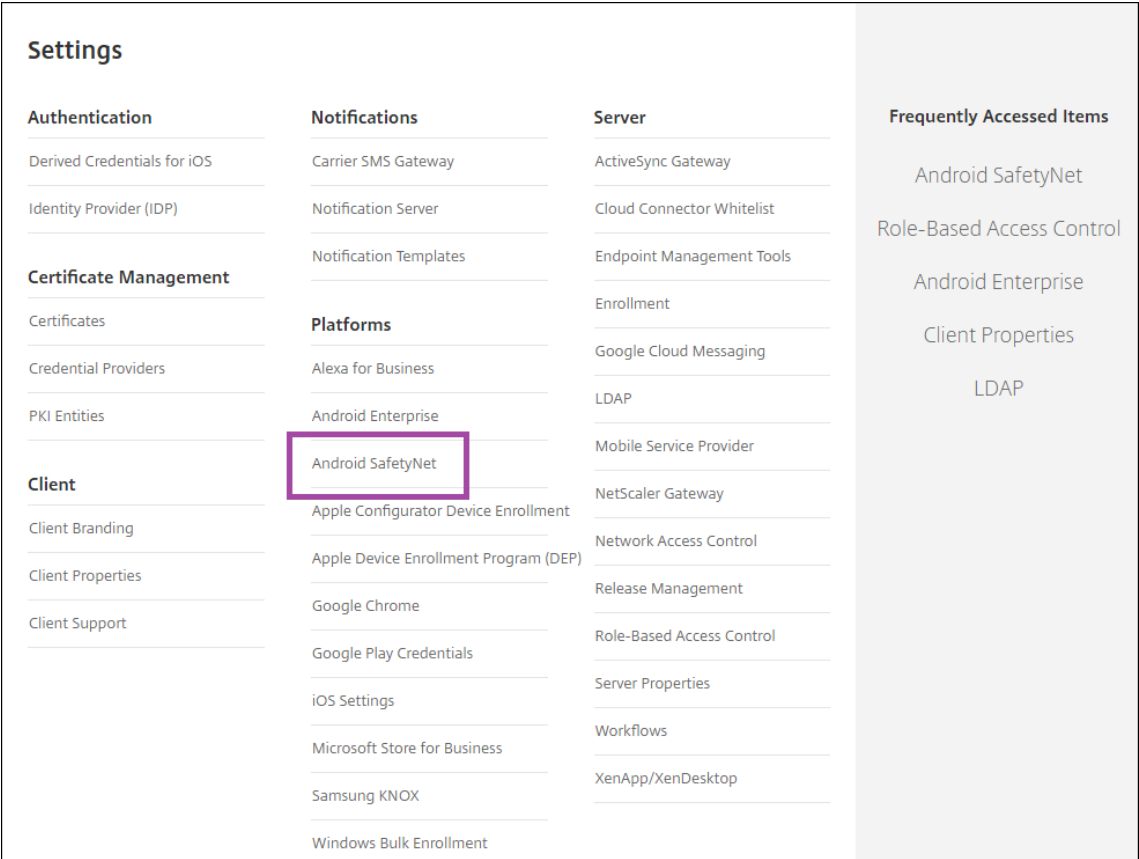 Settings
Authentication
Derived Credentials for iOS
Identity Provider (IDP)
Certificate Management
Certificates
Credential Providers
PKI Entities
Client
Client Branding
Client Properties
Client Support
Notifications
Carrier SMS Gateway
Notification Server
Notification Templates
Platforms
Alexa for Business
Android Enterprise
Android SafetyNet
Apple Configurator Device Enrollment
Apple Device Enrollment Program (DEP)
Google Chrome
Google Play Credentials
iOS Settings
Microsoft Store for Business
Samsung KNOX
Windows Bulk Enrollment
Server
ActiveSync Gateway
Cloud Connector Whitelist
Endpoint Management Tools
Enrollment
Google Cloud Messaging
LDAP
Mobile Service Provider
NetScaler Gateway
Network Access Control
Release Management
Role-Based Access Control
Server Properties
Workflows
XenApp/XenDesktop
Frequently Accessed Items
Android SafetyNet
Role-Based Access Control
Android Enterprise
Client Properties
LDAP